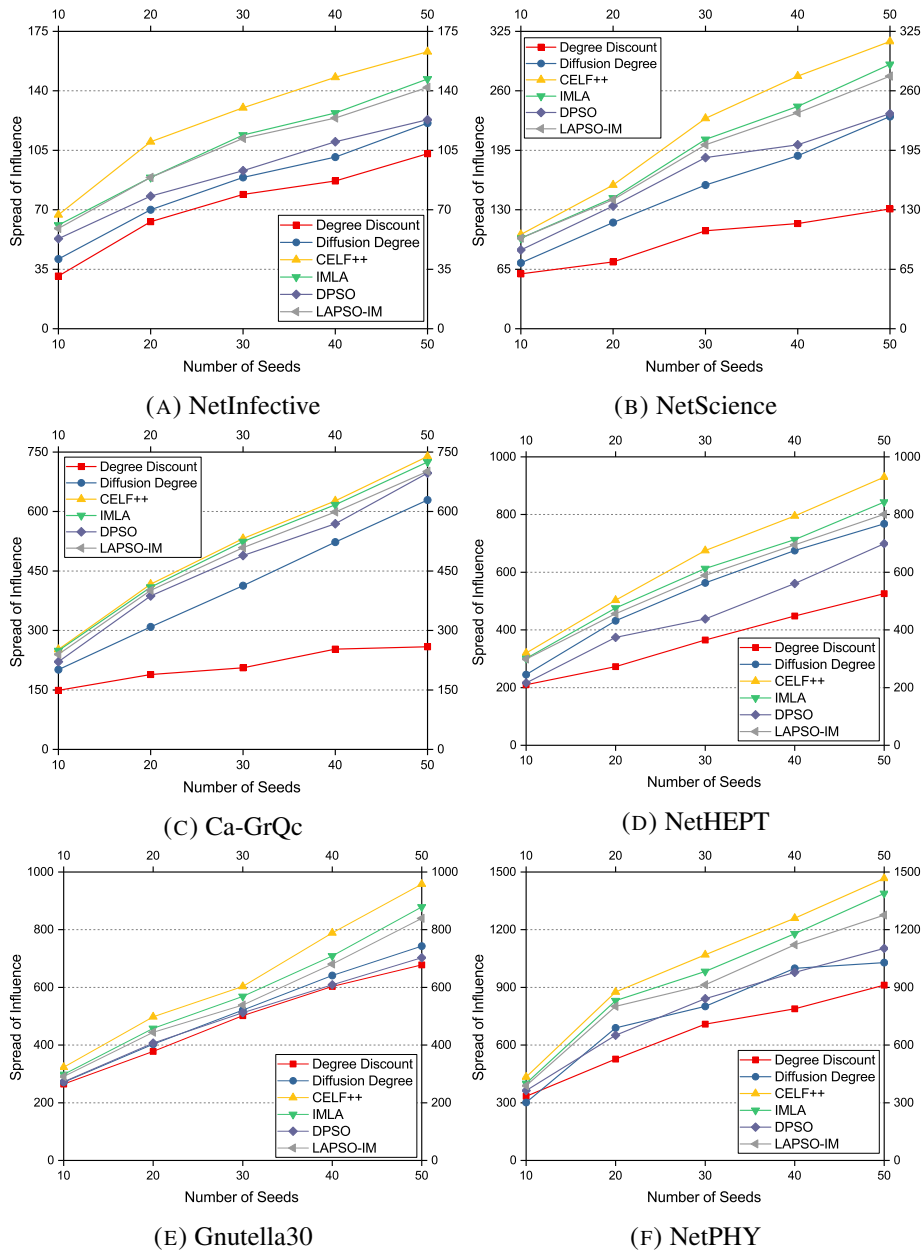 10 20 30 40 50
175 175
140 140
105 105
70 70
35 35
0 0
10 20 30 40 50
Spread of Influence
Number of Seeds
Degree Discount
Diffusion Degree
CELF++
IMLA
DPSO
LAPSO-IM
(A) NetInfective
10 20 30 40 50
325 325
260 260
195 195
130 130
65 65
0 0
10 20 30 40 50
Spread of Influence
Number of Seeds
Degree Discount
Diffusion Degree
CELF++
IMLA
DPSO
LAPSO-IM
(B) NetScience
10 20 30 40 50
750 750
600 600
450 450
300 300
150 150
0 0
10 20 30 40 50
Spread of Influence
Number of Seeds
Degree Discount
Diffusion Degree
CELF++
IMLA
DPSO
LAPSO-IM
(C) Ca-GrQc
10 20 30 40 50
1000 1000
800 800
600 600
400 400
200 200
0 0
10 20 30 40 50
Spread of Influence
Number of Seeds
Degree Discount
Diffusion Degree
CELF++
IMLA
DPSO
LAPSO-IM
(D) NetHEPT
10 20 30 40 50
1000 1000
800 800
600 600
400 400
200 200
0 0
10 20 30 40 50
Spread of Influence
Number of Seeds
Degree Discount
Diffusion Degree
CELF++
IMLA
DPSO
LAPSO-IM
(E) Gnutella30
10 20 30 40 50
1500 1500
1200 1200
900 900
600 600
300 300
0 0
10 20 30 40 50
Spread of Influence
Number of Seeds
Degree Discount
Diffusion Degree
CELF++
IMLA
DPSO
LAPSO-IM
(F) NetPHY